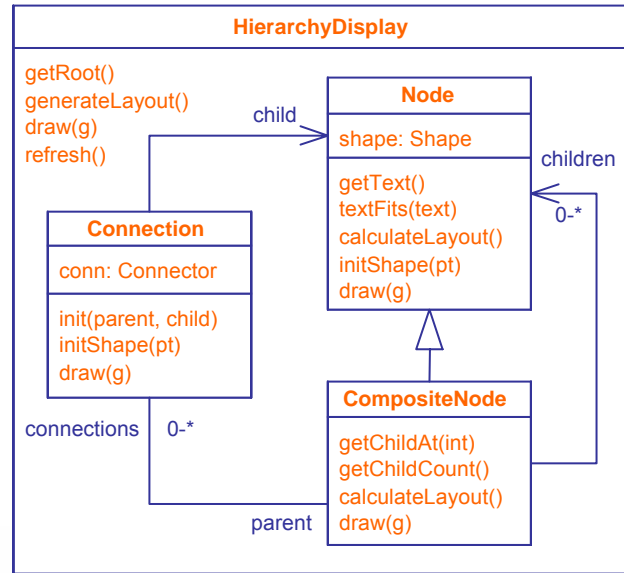 HierarchyDisplay
getRoot()
generateLayout()
draw(g)
refresh()
child
Node
shape: Shape
getText()
textFits(text)
calculateLayout()
initShape(pt)
draw(g)
children
0-*
Connection
conn: Connector
init(parent, child)
initShape(pt)
draw(g)
connections
0-*
parent
CompositeNode
getChildAt(int)
getChildCount()
calculateLayout()
draw(g)